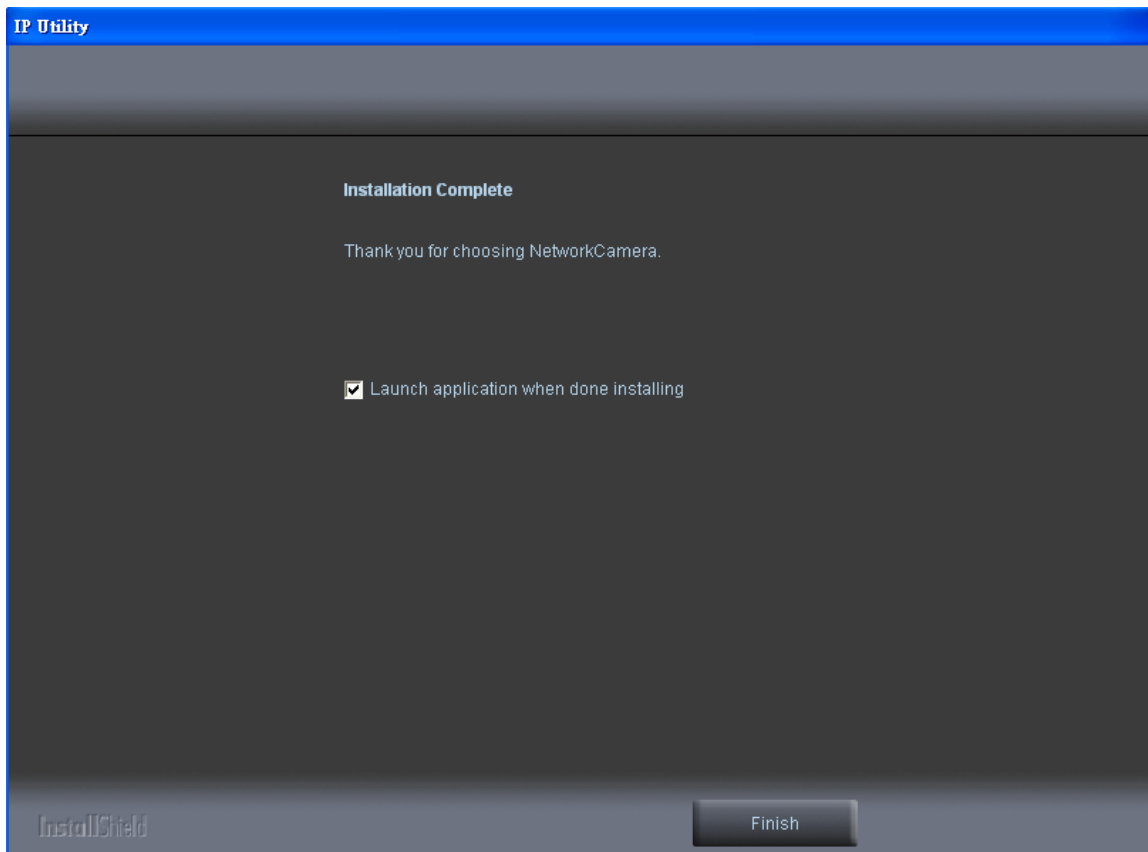 IP Utility
Installation Complete
Thank you for choosing NetworkCamera.
Launch application when done installing
InstallShield
Finish